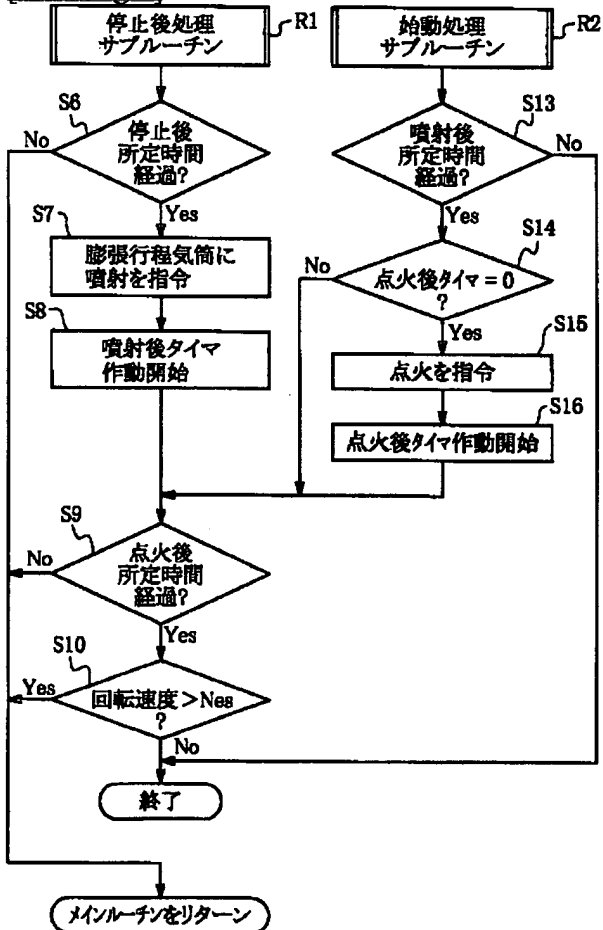 停止後処理
サブルーチン
R1
S6
停止後
所定時間
経過?
No
Yes
S7
膨張行程気筒に
噴射を指令
S8
噴射後タイマ
作動開始
始動処理
サブルーチン
R2
S13
噴射後
所定時間
経過?
No
Yes
S14
点火後タイマ = 0
?
No
Yes
S15
点火を指令
S16
点火後タイマ作動開始
S9
点火後
所定時間
経過?
No
Yes
S10
回転速度 > Nes
?
Yes
No
終了
メインルーチンをリターン